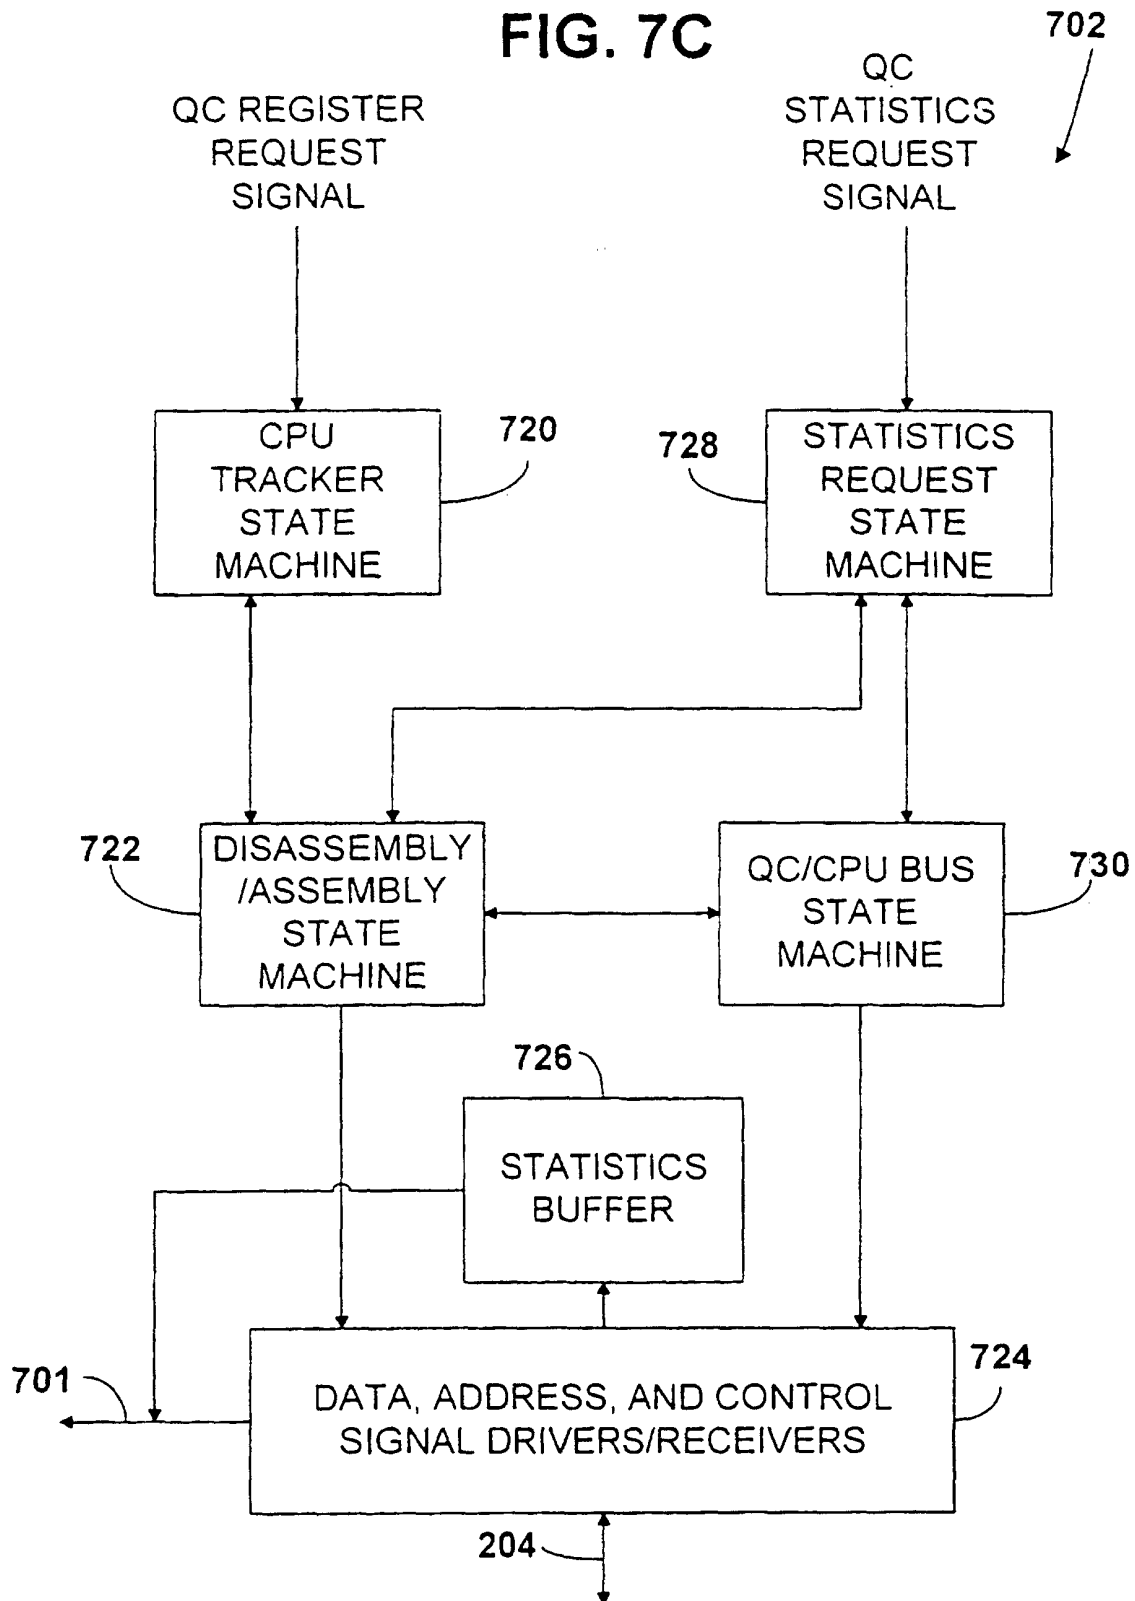 FIG. 7C
702
QC REGISTER
REQUEST
SIGNAL
QC
STATISTICS
REQUEST
SIGNAL
CPU
TRACKER
STATE
MACHINE
720
728
STATISTICS
REQUEST
STATE
MACHINE
722
DISASSEMBLY
/ASSEMBLY
STATE
MACHINE
QC/CPU BUS
STATE
MACHINE
730
726
STATISTICS
BUFFER
701
DATA, ADDRESS, AND CONTROL
SIGNAL DRIVERS/RECEIVERS
724
204